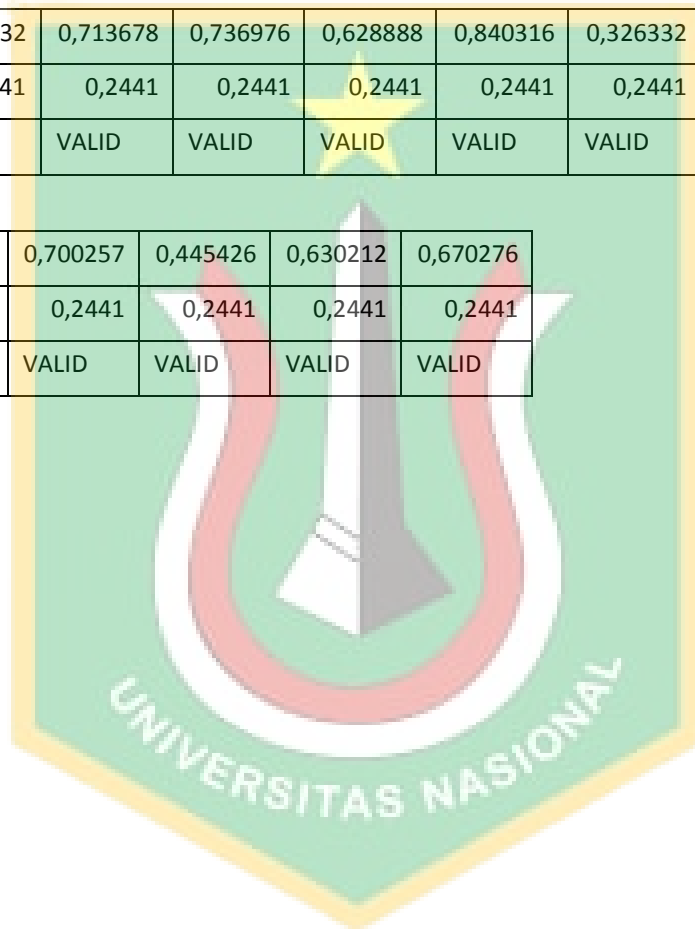 32 0,713678 0,736976 0,628888 0,840316 0,326332
41 0,2441 0,2441 0,2441 0,2441 0,2441
VALID VALID VALID VALID VALID
0,700257 0,445426 0,630212 0,670276
0,2441 0,2441 0,2441 0,2441
VALID VALID VALID VALID
UNIVERSITAS NASIONAL